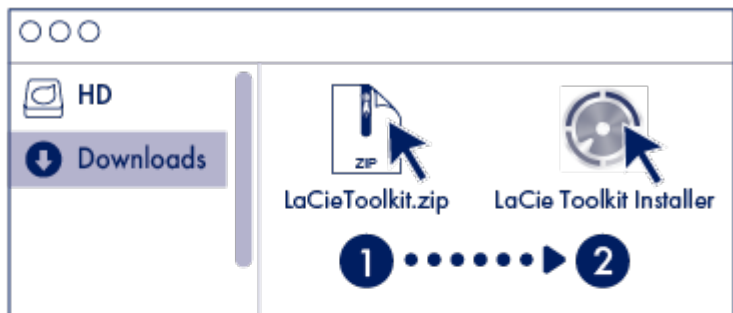 HD
Downloads
ZIP
LaCieToolkit.zip
LaCie Toolkit Installer
1
2